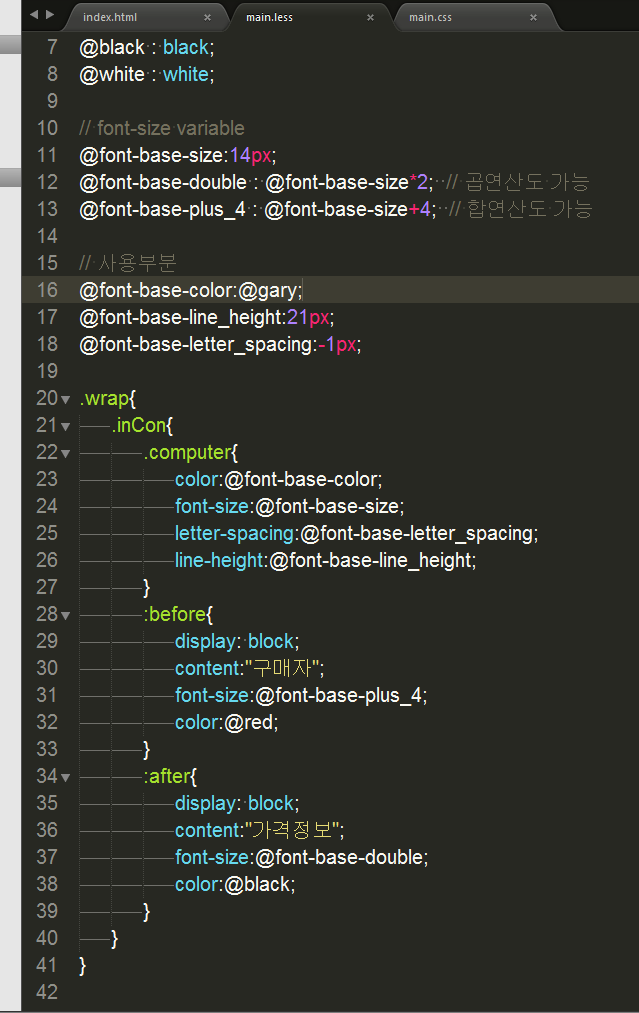 index.html × main.less × main.css ×
7 @black : black;
8 @white : white;
9
10 // font-size variable
11 @font-base-size:14px;
12 @font-base-double : @font-base-size*2; // 곱연산도 가능
13 @font-base-plus_4 : @font-base-size+4; // 합연산도 가능
14
15 // 사용부분
16 @font-base-color:@gary;
17 @font-base-line_height:21px;
18 @font-base-letter_spacing:-1px;
19
20 .wrap{
21 .inCon{
22 .computer{
23 color:@font-base-color;
24 font-size:@font-base-size;
25 letter-spacing:@font-base-letter_spacing;
26 line-height:@font-base-line_height;
27 }
28 :before{
29 display: block;
30 content:"구매자";
31 font-size:@font-base-plus_4;
32 color:@red;
33 }
34 :after{
35 display: block;
36 content:"가격정보";
37 font-size:@font-base-double;
38 color:@black;
39 }
40 }
41 }
42